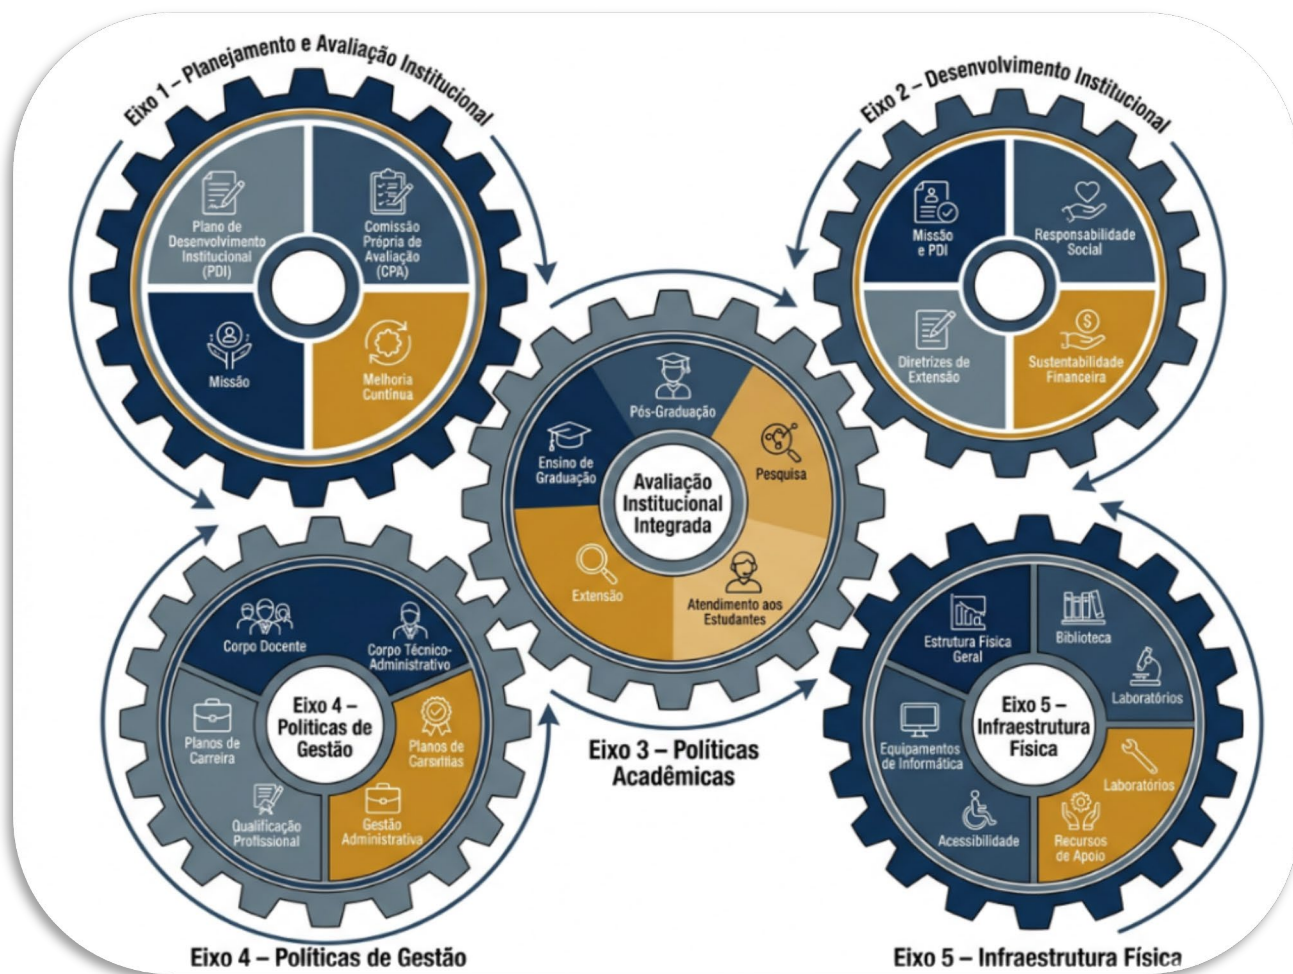 Eixo 1 – Planejamento e Avaliação Institucional
Plano de
Desenvolvimento
Institucional
(PDI)
Comissão
Própria de
Avaliação
(CPA)
Missão
Melhoria
Cuntínua
Eixo 2 – Desenvolvimento Institucional
Missão
e PDI
Responsabilidade
Social
Diretrizes de
Extensão
Sustentabilidade
Financeira
Pós-Graduação
Ensino de
Graduação
Pesquisa
Avaliação
Institucional
Integrada
Extensão
Atendimento aos
Estudantes
Eixo 3 – Políticas
Acadêmicas
Corpo Docente
Corpo Técnico-
Administrativo
Eixo 4 –
Políticas de
Gestão
Planos de
Carreira
Planos de
Qualificação
Profissional
Gestão
Administrativa
Eixo 4 – Políticas de Gestão
Estrutura Física
Geral
Biblioteca
Laboratórios
Eixo 5 –
Infraestrutura
Física
Equipamentos
de Informática
Laboratórios
Acessibilidade
Recursos
de Apoio
Eixo 5 – Infraestrutura Física